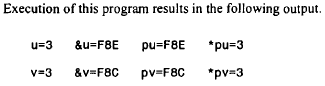 Execution of this program results in the following output.
u=3 &u=F8E pu=F8E *pu=3
v=3 &v=F8C pv=F8C *pv=3